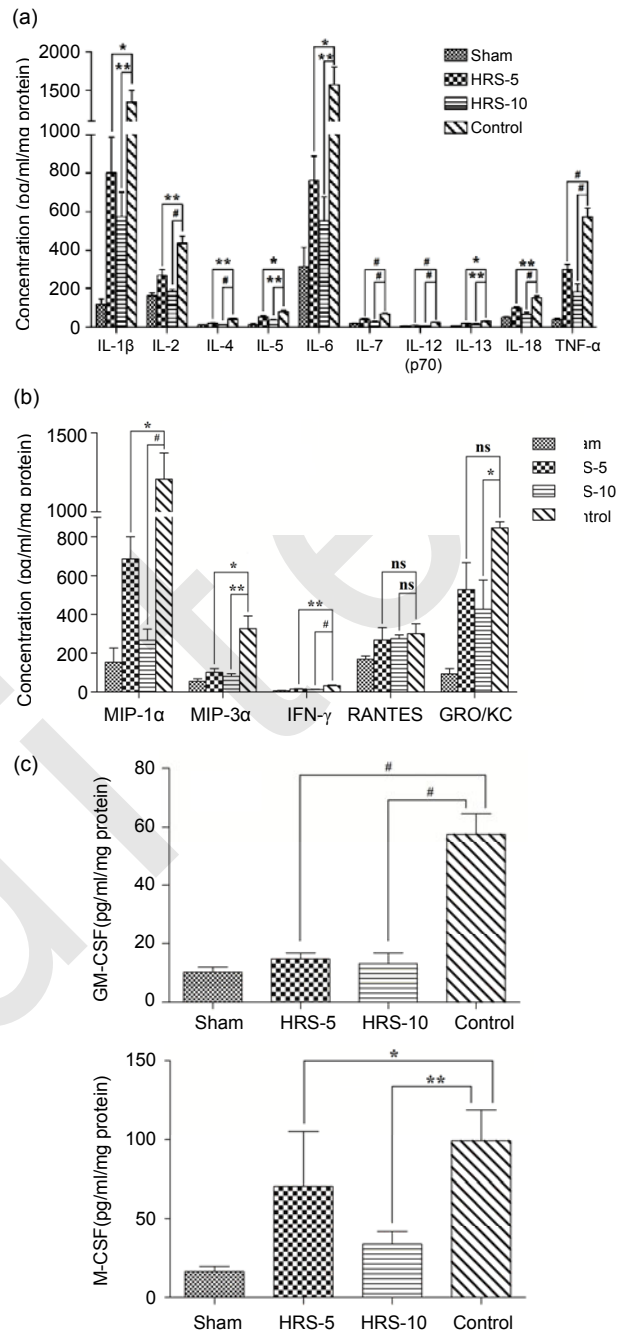 (a)
2000
1500
1000
800
600
400
200
0
Concentration (pg/ml/mg protein)
Sham
HRS-5
HRS-10
Control
* ** ** # ** # * ** * ** # # # # * ** ** # # #
IL-1β IL-2 IL-4 IL-5 IL-6 IL-7 IL-12 IL-13 IL-18 TNF-α
(p70)
(b)
1500
1000
800
600
400
200
0
Concentration (pg/ml/mg protein)
am
S-5
S-10
ntrol
* # * ** ** # ns ns ns *
MIP-1α MIP-3α IFN-γ RANTES GRO/KC
(c)
80
60
40
20
0
GM-CSF(pg/ml/mg protein)
#
#
Sham HRS-5 HRS-10 Control
150
100
50
0
M-CSF(pg/ml/mg protein)
*
**
Sham HRS-5 HRS-10 Control